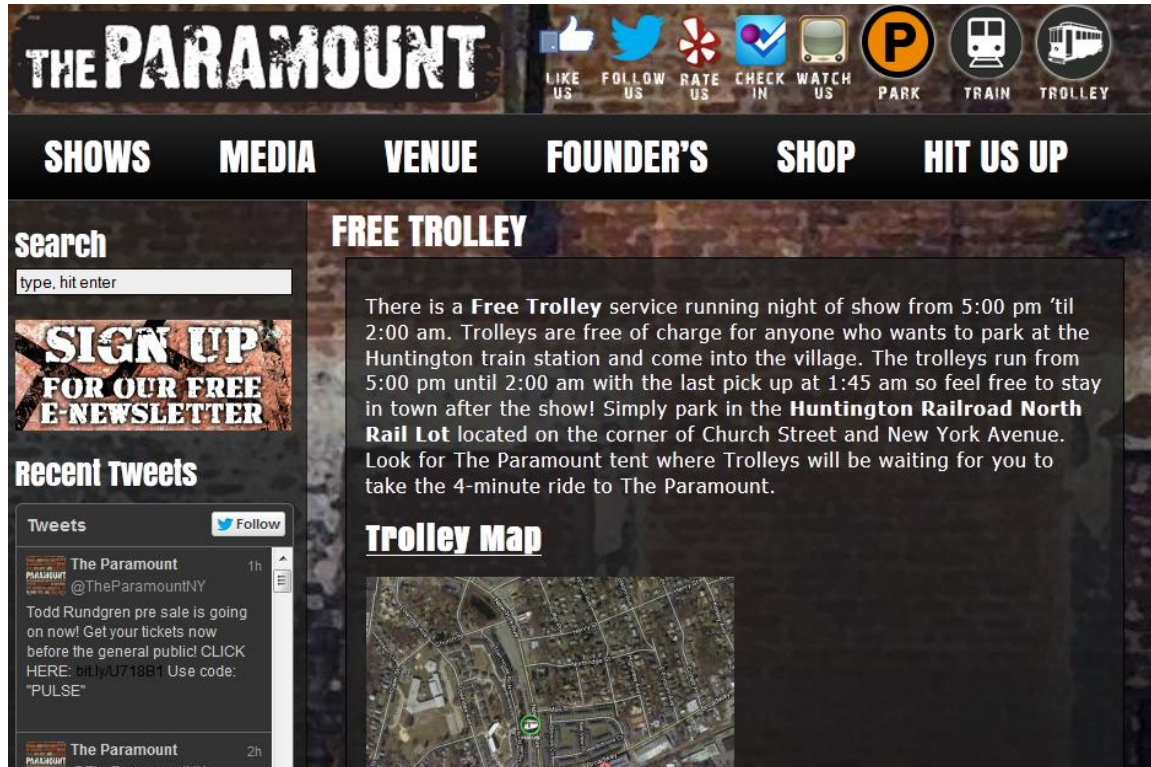 THE PARAMOUNT
LIKE US
FOLLOW US
RATE US
CHECK IN
WATCH US
P
PARK
TRAIN
TROLLEY
SHOWS MEDIA VENUE FOUNDER'S SHOP HIT US UP
search
type, hit enter
SIGN UP
FOR OUR FREE
E-NEWSLETTER
Recent Tweets
Tweets
Follow
The Paramount 1h
@TheParamountNY
Todd Rundgren pre sale is going
on now! Get your tickets now
before the general public! CLICK
HERE: bit.ly/U718B1 Use code:
"PULSE"
The Paramount 2h
FREE TROLLEY
There is a Free Trolley service running night of show from 5:00 pm ’til
2:00 am. Trolleys are free of charge for anyone who wants to park at the
Huntington train station and come into the village. The trolleys run from
5:00 pm until 2:00 am with the last pick up at 1:45 am so feel free to stay
in town after the show! Simply park in the Huntington Railroad North
Rail Lot located on the corner of Church Street and New York Avenue.
Look for The Paramount tent where Trolleys will be waiting for you to
take the 4-minute ride to The Paramount.
Trolley Map